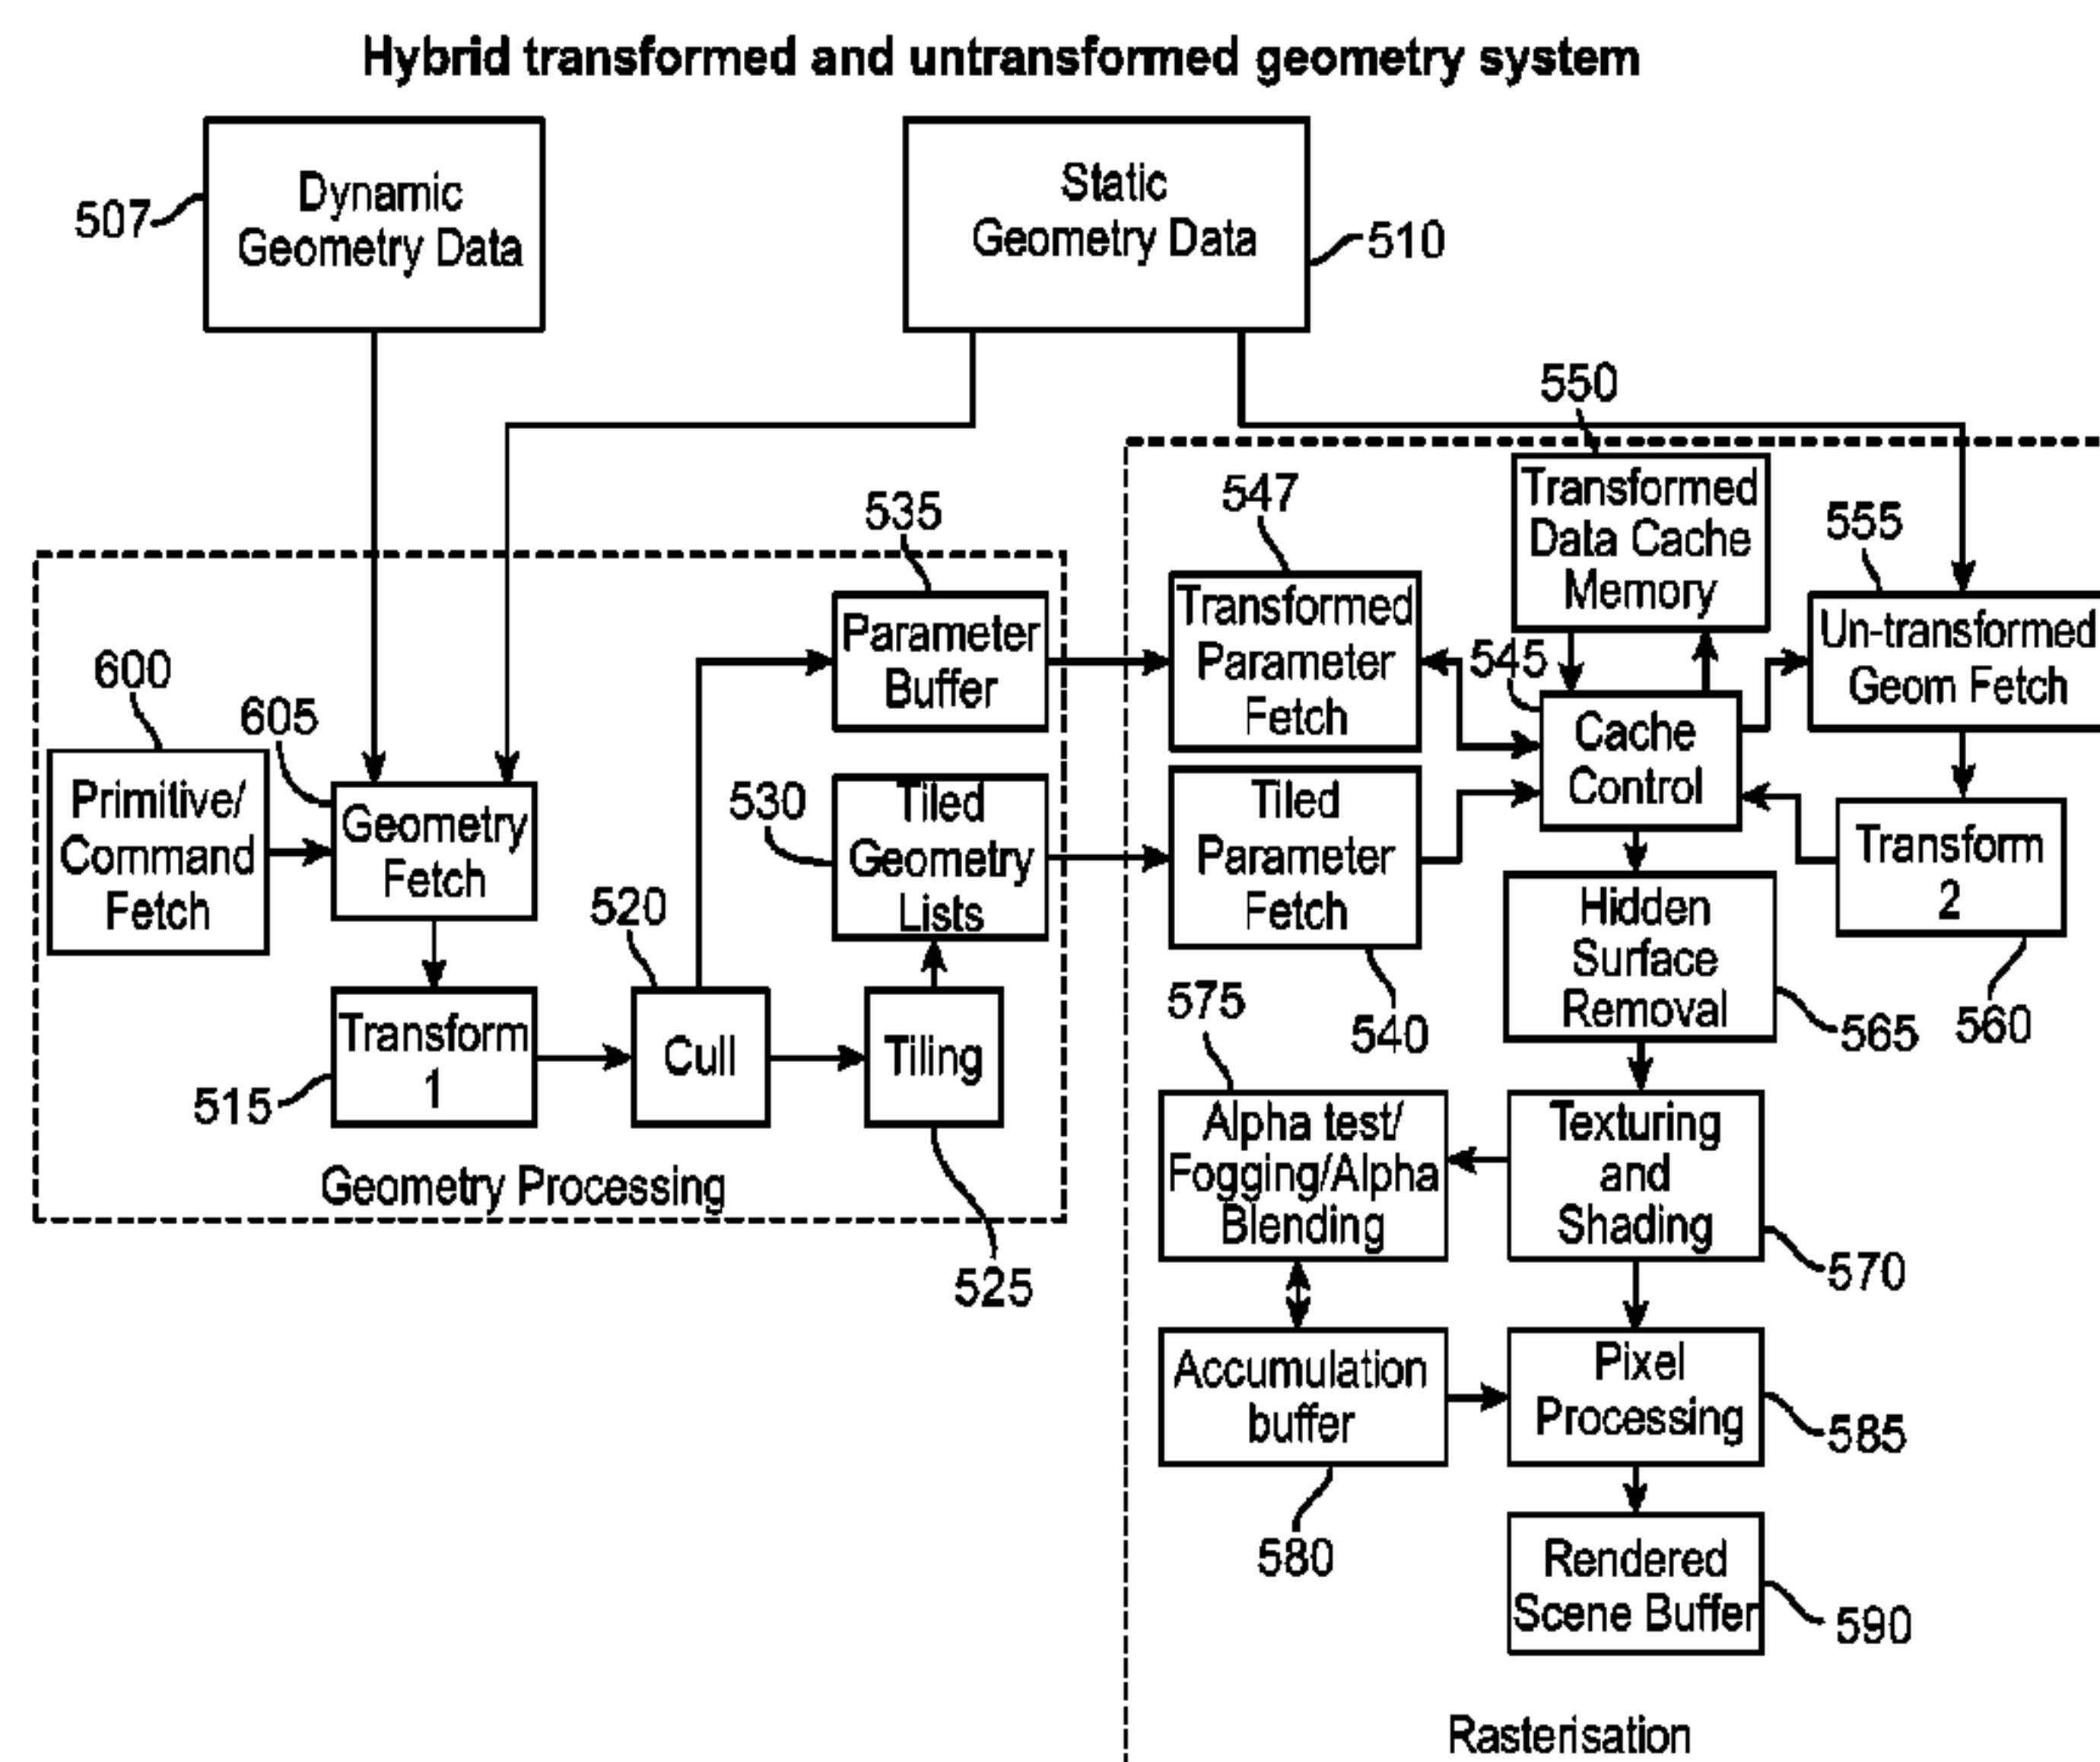 Hybrid transformed and untransformed geometry system
Dynamic
Geometry Data
507
Static
Geometry Data
510
550
Transformed
Data Cache
Memory
547
Transformed
Parameter
Fetch
555
Un-transformed
Geom Fetch
535
Parameter
Buffer
545
Cache
Control
600
Primitive/
Command
Fetch
605
Geometry
Fetch
530
Tiled
Geometry
Lists
Tiled
Parameter
Fetch
540
Transform
2
560
520
Cull
Transform
1
515
Tiling
525
Geometry Processing
Hidden
Surface
Removal
565
575
Alpha test/
Fogging/Alpha
Blending
Texturing
and
Shading
570
Accumulation
buffer
580
Pixel
Processing
585
Rendered
Scene Buffer
590
Rasterisation